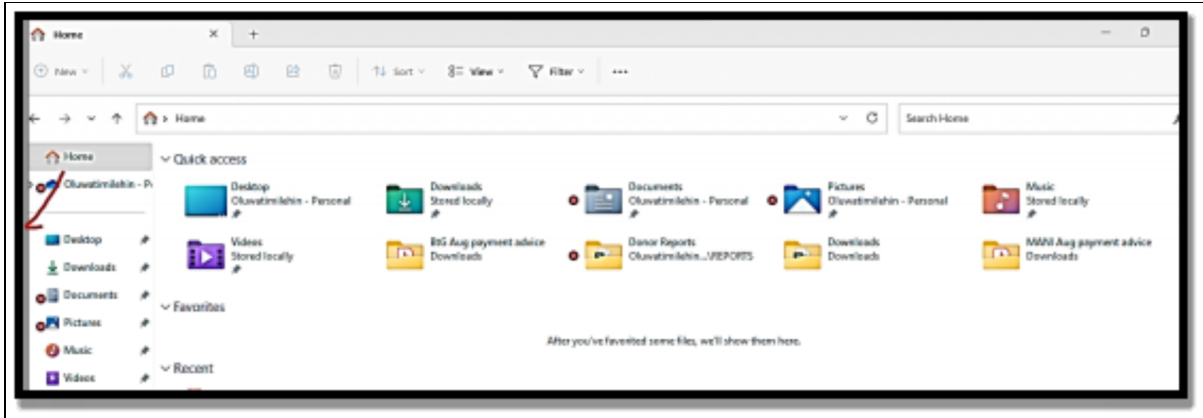 Home
New
Sort
View
Filter
Home
Search Home
Home
Oluwatimilehin - P
Desktop
Downloads
Documents
Pictures
Music
Videos
Quick access
Desktop
Oluwatimilehin - Personal
Downloads
Stored locally
Documents
Oluwatimilehin - Personal
Pictures
Oluwatimilehin - Personal
Music
Stored locally
Videos
Stored locally
BtG Aug payment advice
Downloads
Donor Reports
Oluwatimilehin...\REPORTS
Downloads
Downloads
MANI Aug payment advice
Downloads
Favorites
After you've favorited some files, we'll show them here.
Recent